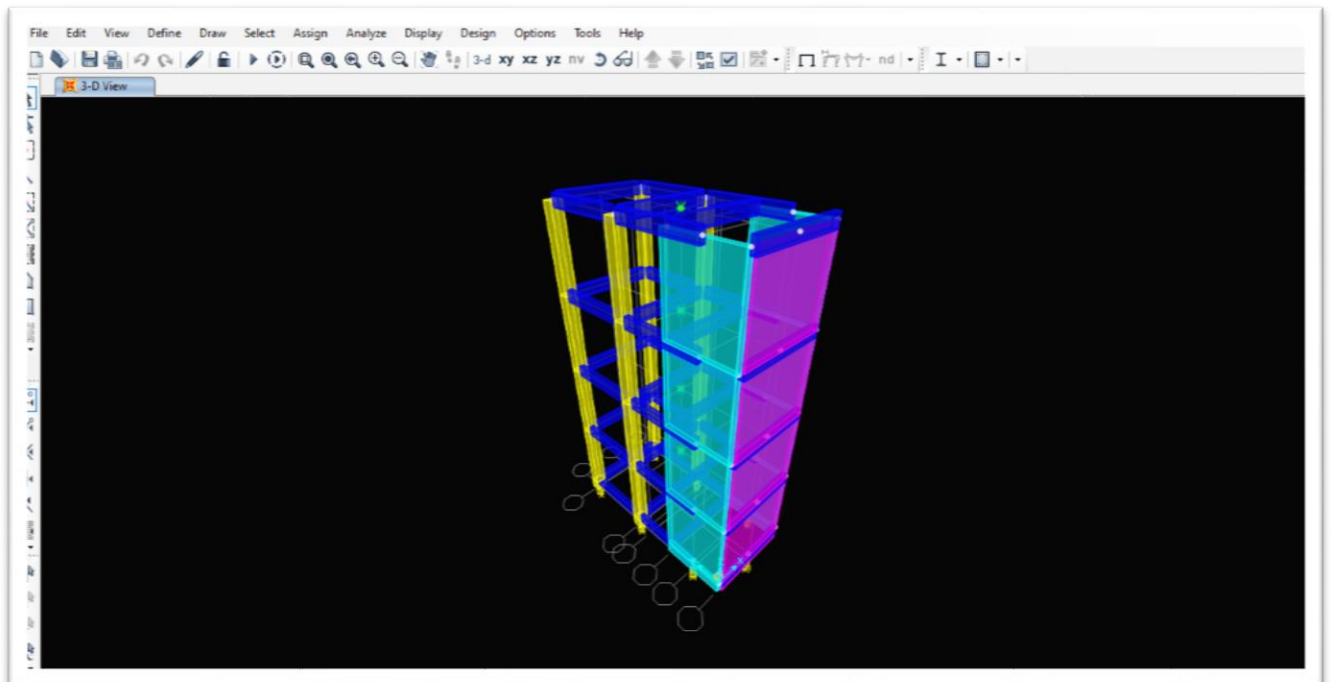 File Edit View Define Draw Select Assign Analyze Display Design Options Tools Help
3-d xy xz yz nv nd
3-D View